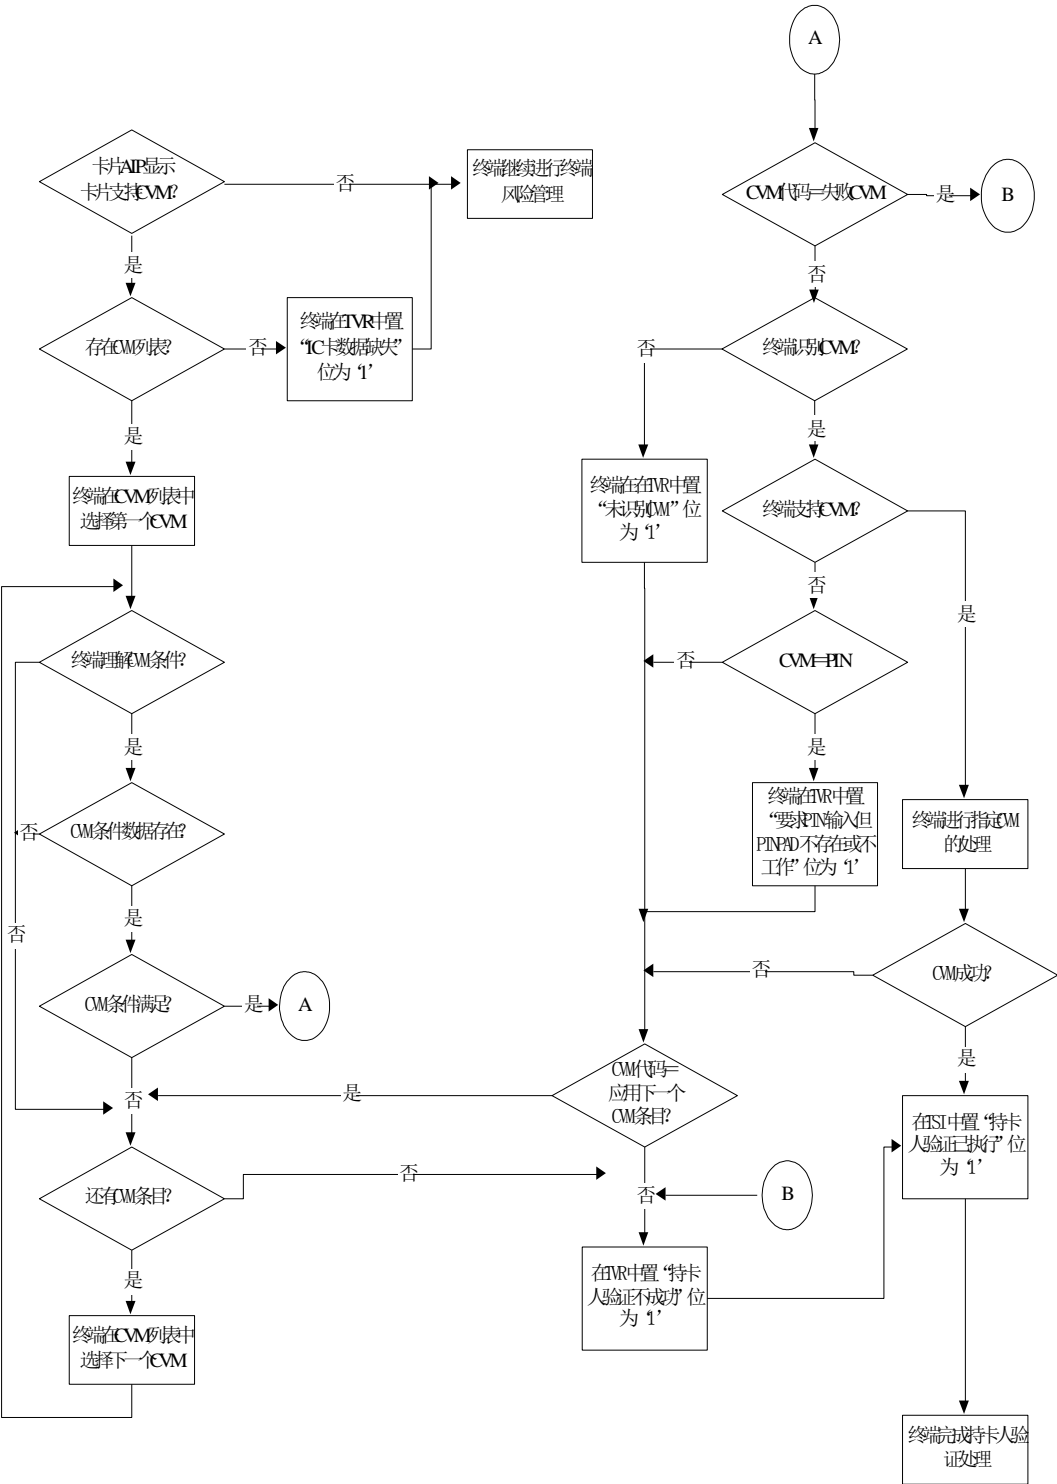 卡片AIP显示
卡片支持CVM?
否
终端继续进行终端
风险管理
是
存在CVM列表?
否
终端在TVR中置
“IC卡数据缺失”
位为‘1’
是
终端在CVM列表中
选择第一个CVM
终端理解CVM条件?
是
否
CVM条件数据存在?
是
否
CVM条件满足?
是
A
否
还有CVM条目?
否
是
终端在CVM列表中
选择下一个CVM
A
CVM代码=失败CVM
是
B
否
终端识别CVM?
否
是
终端在在TVR中置
“未识别CVM”位
为‘1’
终端支持CVM?
否
是
CVM=PIN
否
是
终端在TVR中置
“要求PIN输入但
PINPAD不存在或不
工作”位为‘1’
终端进行指定CVM
的处理
CVM成功?
否
是
CVM代码=
应用下一个
CVM条目?
是
否
B
在TSI中置“持卡
人验证已执行”位
为‘1’
在TVR中置“持卡
人验证不成功”位
为‘1’
终端完成持卡人验
证处理